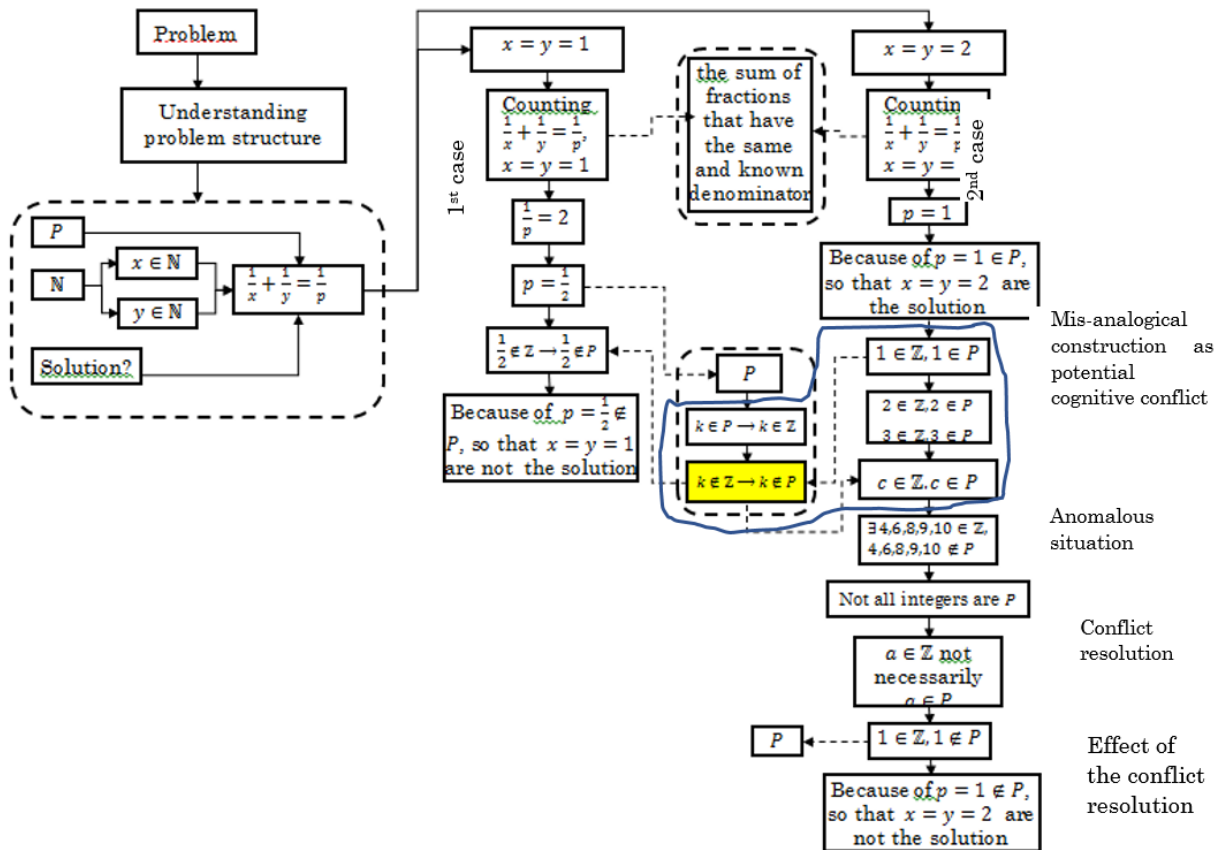 Problem
Understanding
problem structure
P
ℕ
x ∈ ℕ
y ∈ ℕ
1/x + 1/y = 1/p
Solution?
1st case
x = y = 1
Counting
1/x + 1/y = 1/p,
x = y = 1
1/p = 2
p = 1/2
1/2 ∉ ℤ → 1/2 ∉ P
Because of p = 1/2 ∉
P, so that x = y = 1
are not the solution
the sum of
fractions
that have
the same
and known
denominator
P
k ∈ P → k ∈ ℤ
k ∉ ℤ → k ∉ P
2nd case
x = y = 2
Countin
1/x + 1/y = 1/p
x = y =
p = 1
Because of p = 1 ∈ P,
so that x = y = 2 are
the solution
1 ∈ ℤ, 1 ∈ P
2 ∈ ℤ, 2 ∈ P
3 ∈ ℤ, 3 ∈ P
c ∈ ℤ. c ∈ P
∃4,6,8,9,10 ∈ ℤ,
4,6,8,9,10 ∉ P
Not all integers are P
a ∈ ℤ not
necessarily
a ∈ P
1 ∈ ℤ, 1 ∉ P
P
Because of p = 1 ∉ P,
so that x = y = 2 are
not the solution
Mis-analogical
construction as
potential
cognitive conflict
Anomalous
situation
Conflict
resolution
Effect of
the conflict
resolution